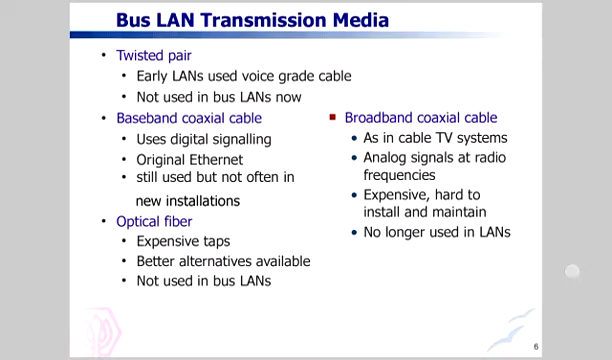 Bus LAN Transmission Media
• Twisted pair
• Early LANs used voice grade cable
• Not used in bus LANs now
• Baseband coaxial cable
• Uses digital signalling
• Original Ethernet
• still used but not often in
new installations
• Optical fiber
• Expensive taps
• Better alternatives available
• Not used in bus LANs
■ Broadband coaxial cable
• As in cable TV systems
• Analog signals at radio
frequencies
• Expensive, hard to
install and maintain
• No longer used in LANs
6